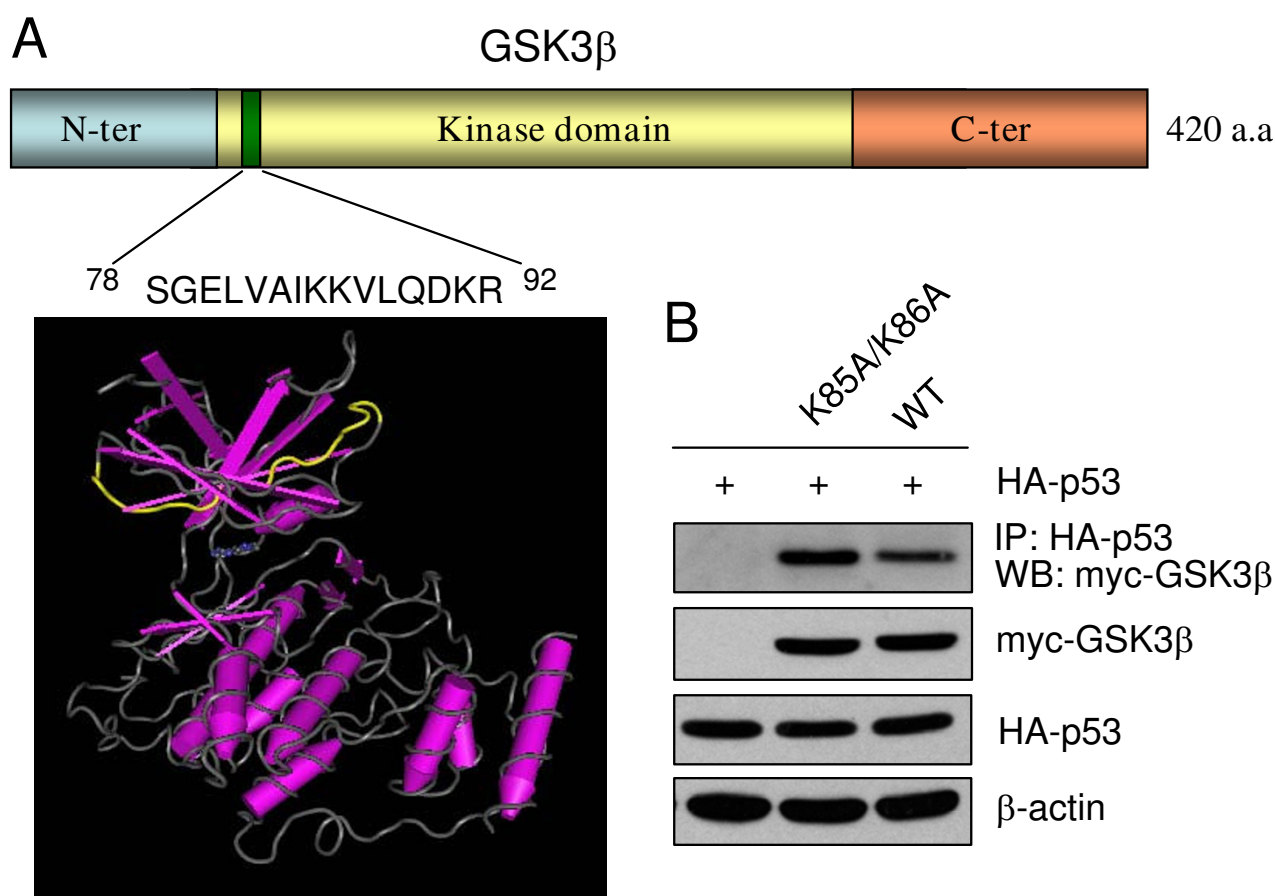 A
GSK3β
N-ter Kinase domain C-ter 420 a.a
78 SGELVAIKKVLQDKR 92
B
K85A/K86A
WT
+ + + HA-p53
IP: HA-p53
WB: myc-GSK3β
myc-GSK3β
HA-p53
β-actin